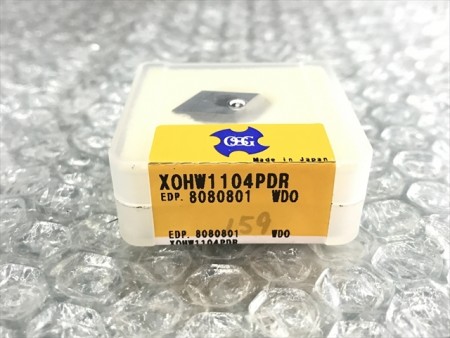 OSG
Made in Japan
XOHW1104PDR
EDP. 8080801 WDO
159
EDP. 8080801 WDO
XOHW1104PDR